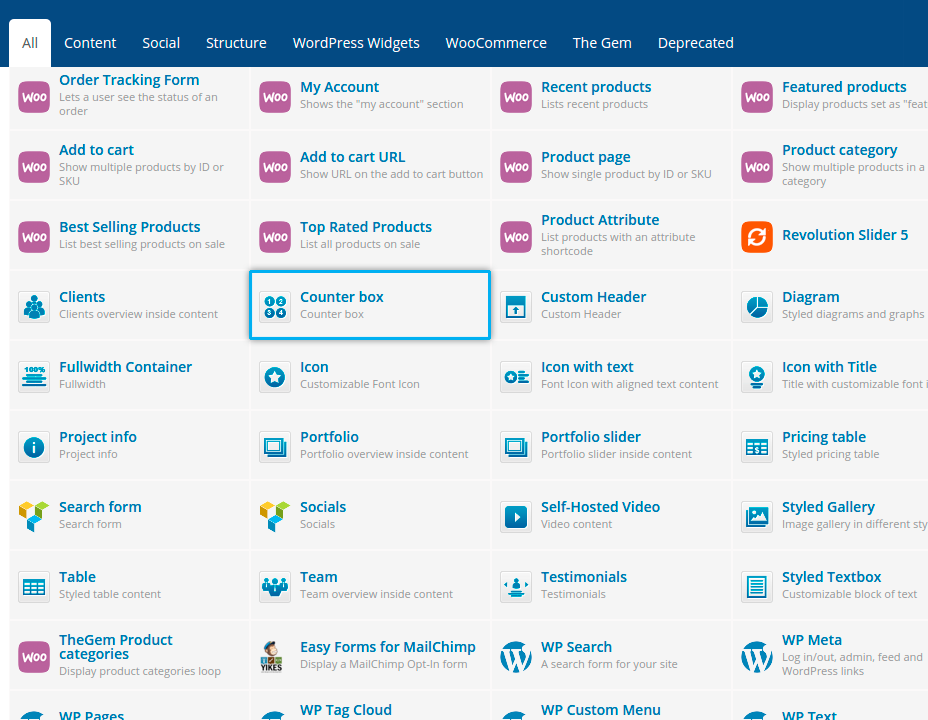 All Content Social Structure WordPress Widgets WooCommerce The Gem Deprecated
WOO
Order Tracking Form
Lets a user see the status of an
order
WOO
My Account
Shows the "my account" section
WOO
Recent products
Lists recent products
WOO
Featured products
Display products set as "feat
WOO
Add to cart
Show multiple products by ID or
SKU
WOO
Add to cart URL
Show URL on the add to cart button
WOO
Product page
Show single product by ID or SKU
WOO
Product category
Show multiple products in a
category
WOO
Best Selling Products
List best selling products on sale
WOO
Top Rated Products
List all products on sale
WOO
Product Attribute
List products with an attribute
shortcode
Revolution Slider 5
Clients
Clients overview inside content
1 2
3 4
Counter box
Counter box
Custom Header
Custom Header
Diagram
Styled diagrams and graphs
100%
Fullwidth Container
Fullwidth
Icon
Customizable Font Icon
Icon with text
Font Icon with aligned text content
Icon with Title
Title with customizable font i
i
Project info
Project info
Portfolio
Portfolio overview inside content
Portfolio slider
Portfolio slider inside content
$
Pricing table
Styled pricing table
Search form
Search form
Socials
Socials
Self-Hosted Video
Video content
Styled Gallery
Image gallery in different sty
Table
Styled table content
Team
Team overview inside content
Testimonials
Testimonials
Styled Textbox
Customizable block of text
WOO
TheGem Product
categories
Display product categories loop
YIKES
Easy Forms for MailChimp
Display a MailChimp Opt-In form
W
WP Search
A search form for your site
W
WP Meta
Log in/out, admin, feed and
WordPress links
WP Pages
WP Tag Cloud
WP Custom Menu
WP Text